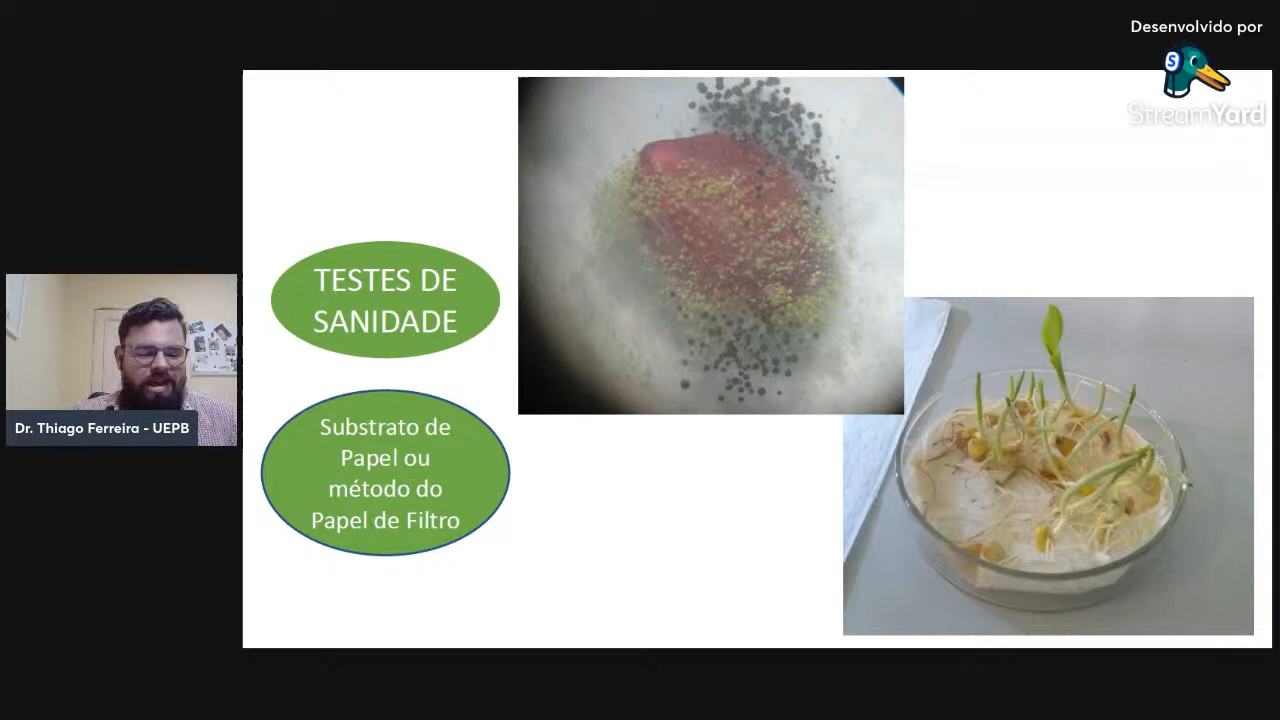 Desenvolvido por
S
StreamYard
TESTES DE
SANIDADE
Substrato de
Papel ou
método do
Papel de Filtro
Dr. Thiago Ferreira - UEPB